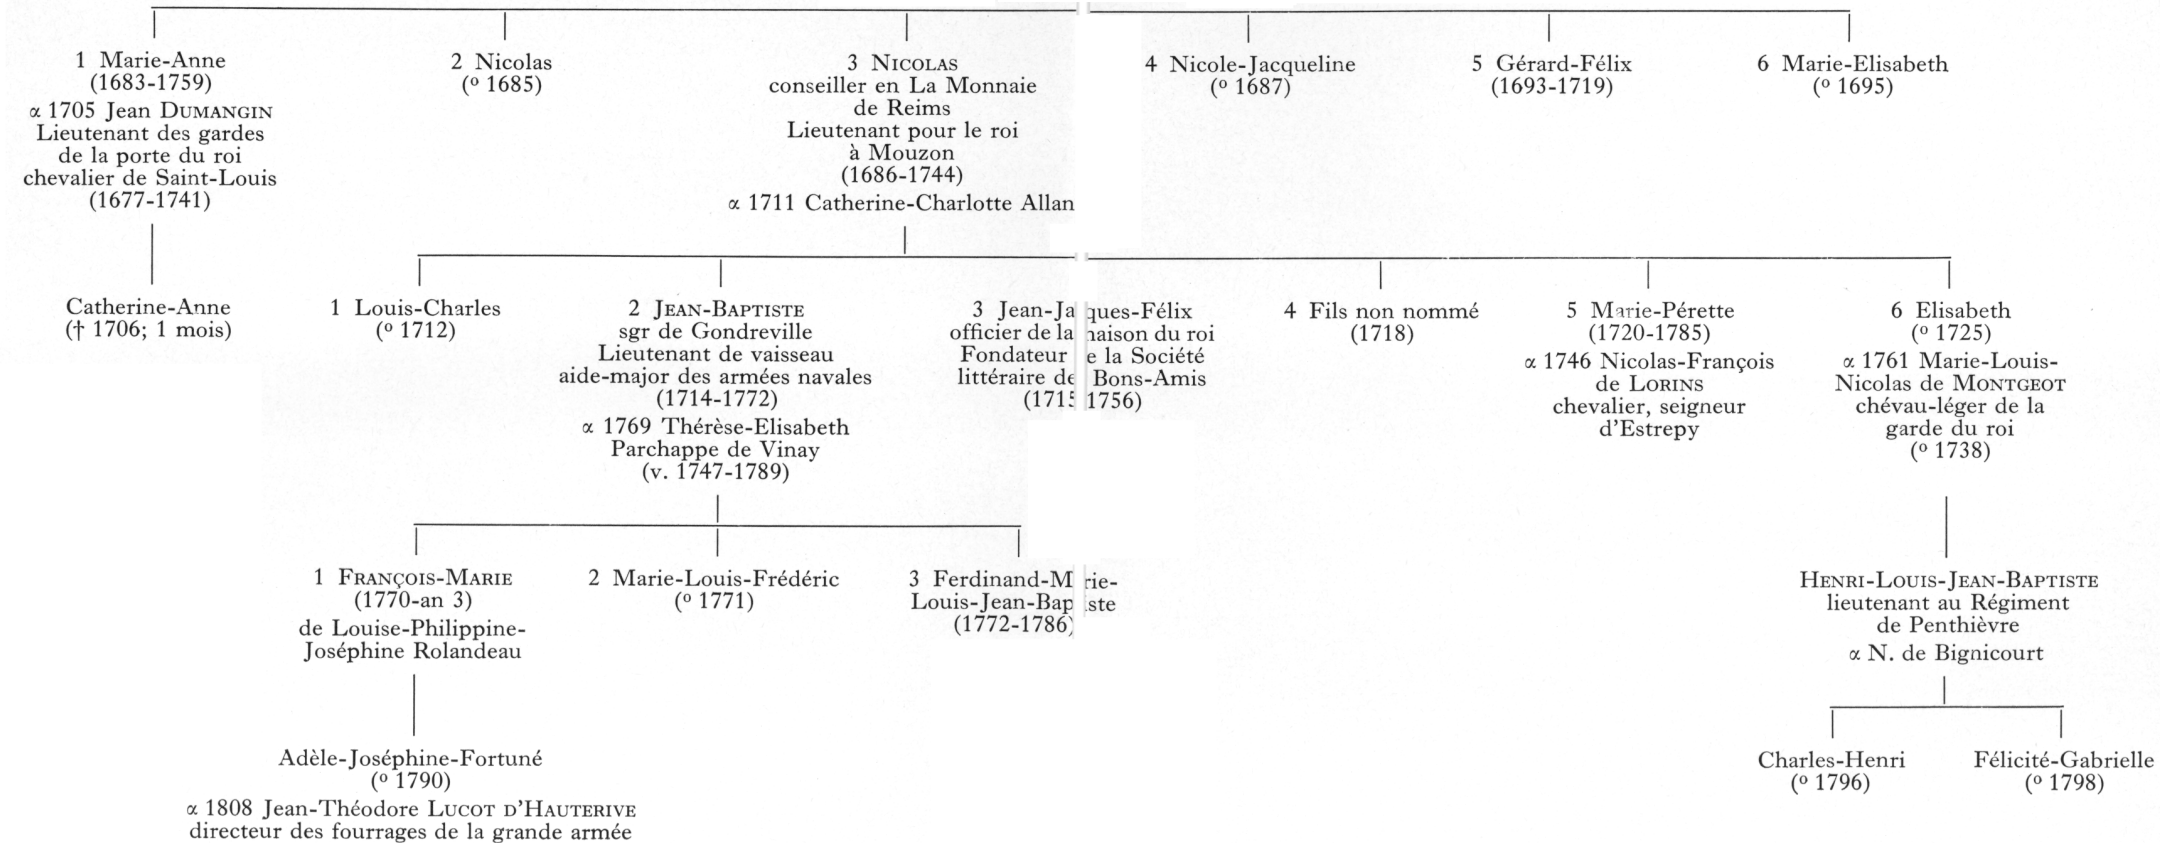 1 Marie-Anne
(1683-1759)
α 1705 Jean DUMANGIN
Lieutenant des gardes
de la porte du roi
chevalier de Saint-Louis
(1677-1741)
2 Nicolas
(º 1685)
3 NICOLAS
conseiller en La Monnaie
de Reims
Lieutenant pour le roi
à Mouzon
(1686-1744)
α 1711 Catherine-Charlotte Allan
4 Nicole-Jacqueline
(º 1687)
5 Gérard-Félix
(1693-1719)
6 Marie-Elisabeth
(º 1695)
Catherine-Anne
(† 1706; 1 mois)
1 Louis-Charles
(º 1712)
2 JEAN-BAPTISTE
sgr de Gondreville
Lieutenant de vaisseau
aide-major des armées navales
(1714-1772)
α 1769 Thérèse-Elisabeth
Parchappe de Vinay
(v. 1747-1789)
3 Jean-Jacques-Félix
officier de la maison du roi
Fondateur de la Société
littéraire des Bons-Amis
(1715-1756)
4 Fils non nommé
(1718)
5 Marie-Pérette
(1720-1785)
α 1746 Nicolas-François
de LORINS
chevalier, seigneur
d'Estrepy
6 Elisabeth
(º 1725)
α 1761 Marie-Louis-
Nicolas de MONTGEOT
chévau-léger de la
garde du roi
(º 1738)
1 FRANÇOIS-MARIE
(1770-an 3)
de Louise-Philippine-
Joséphine Rolandeau
2 Marie-Louis-Frédéric
(º 1771)
3 Ferdinand-Marie-
Louis-Jean-Baptiste
(1772-1786)
HENRI-LOUIS-JEAN-BAPTISTE
lieutenant au Régiment
de Penthièvre
α N. de Bignicourt
Adèle-Joséphine-Fortuné
(º 1790)
α 1808 Jean-Théodore LUCOT D'HAUTERIVE
directeur des fourrages de la grande armée
Charles-Henri
(º 1796)
Félicité-Gabrielle
(º 1798)